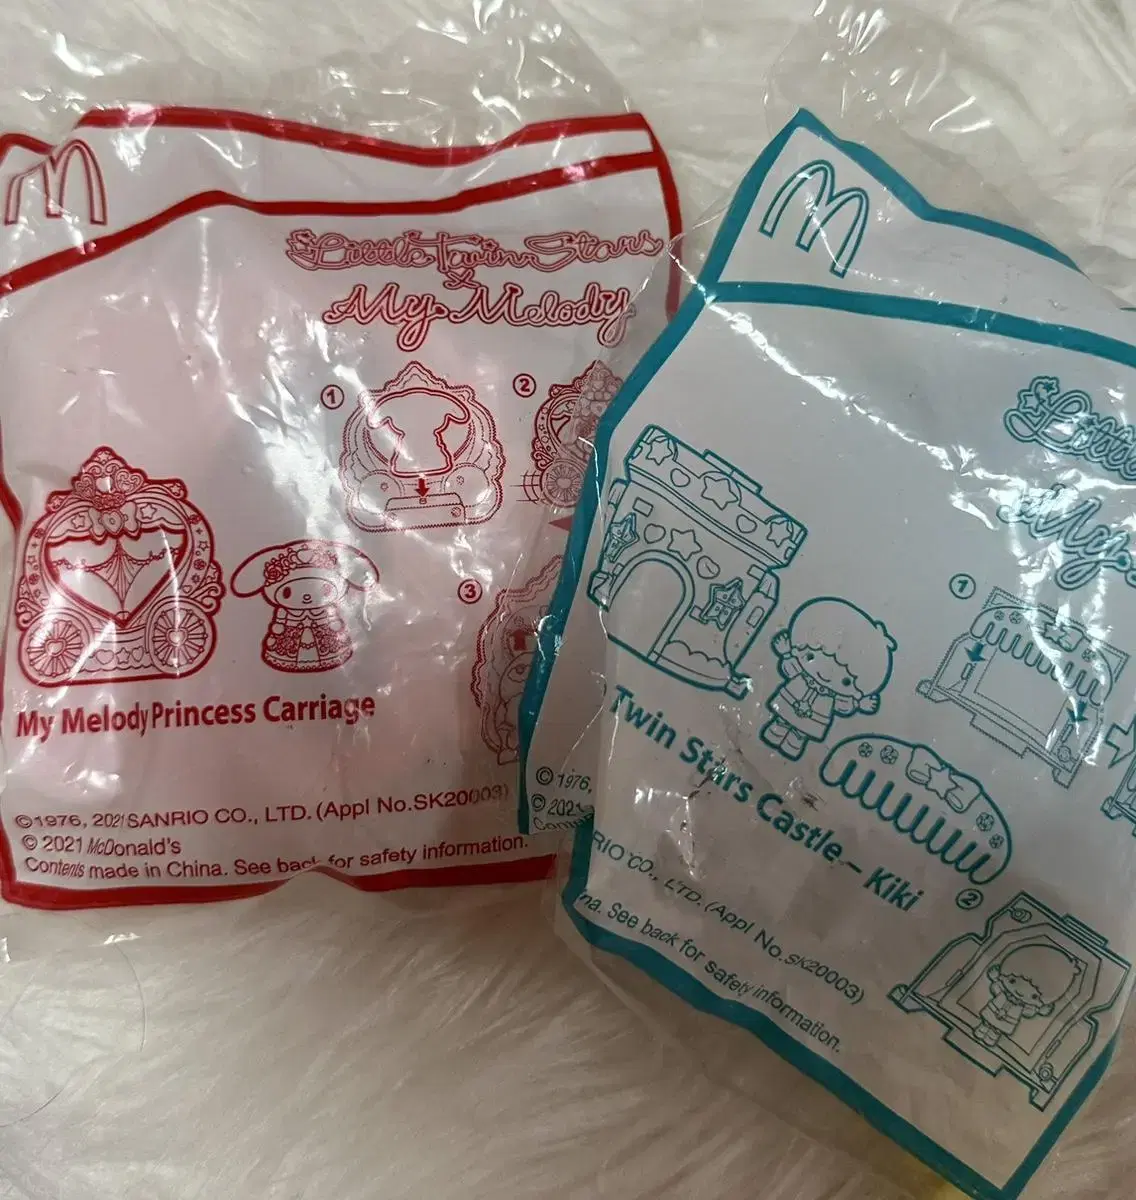 Little Twin Stars
X
My Melody
1
2
3
My Melody Princess Carriage
©1976, 2021 SANRIO CO., LTD. (Appl No.SK20003)
© 2021 McDonald's
Contents made in China. See back for safety information.
Little
My
1
Twin Stars Castle – Kiki
2
© 1976,
© 2021
RIO CO., LTD. (Appl No.SK20003)
na. See back for safety information.